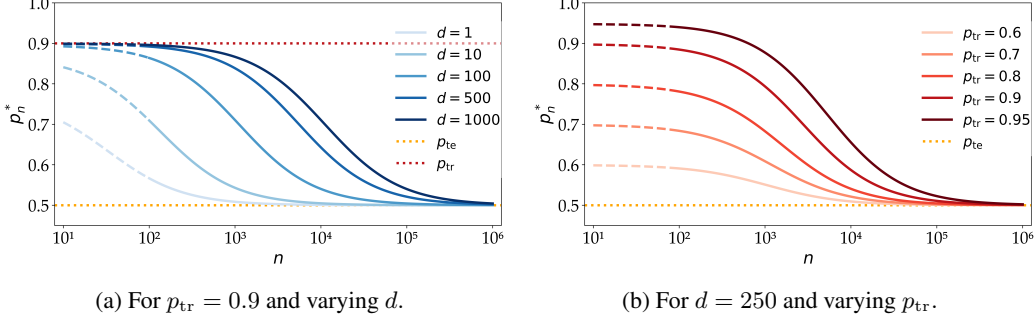 1.0
0.9
0.8
0.7
0.6
0.5
p*n
10¹ 10² 10³ 10⁴ 10⁵ 10⁶
n
d = 1
d = 10
d = 100
d = 500
d = 1000
pte
ptr
(a) For ptr = 0.9 and varying d.
1.0
0.9
0.8
0.7
0.6
0.5
p*n
10¹ 10² 10³ 10⁴ 10⁵ 10⁶
n
ptr = 0.6
ptr = 0.7
ptr = 0.8
ptr = 0.9
ptr = 0.95
pte
(b) For d = 250 and varying ptr.